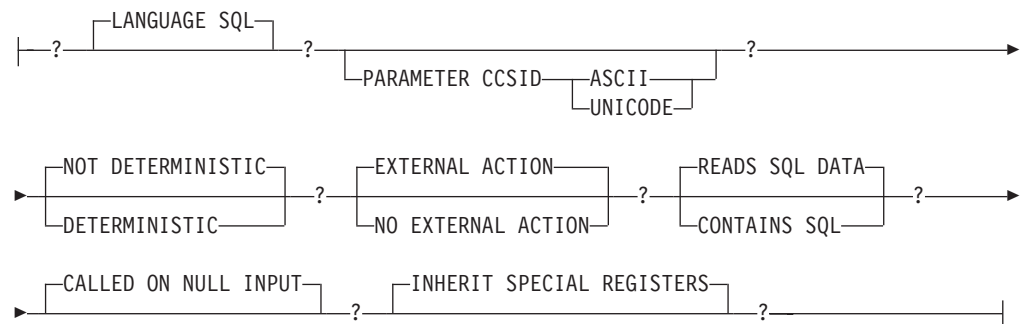 LANGUAGE SQL
? ? ?
PARAMETER CCSID ASCII
UNICODE
NOT DETERMINISTIC EXTERNAL ACTION READS SQL DATA
? ? ?
DETERMINISTIC NO EXTERNAL ACTION CONTAINS SQL
CALLED ON NULL INPUT INHERIT SPECIAL REGISTERS
? ?